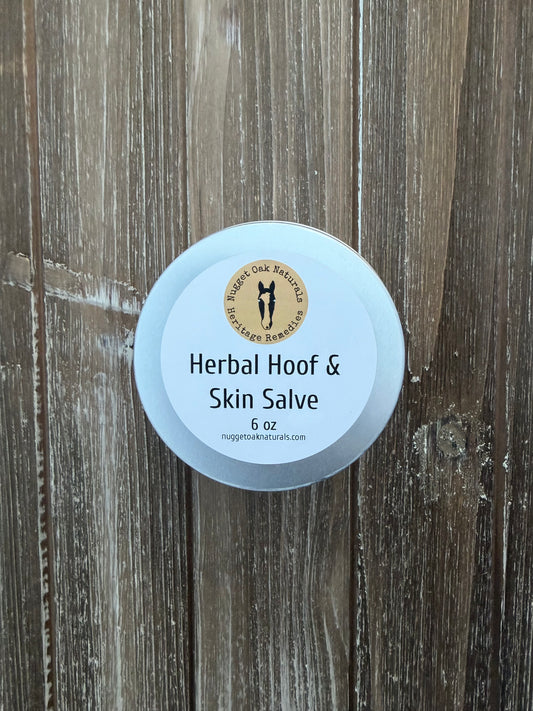 Nugget Oak Naturals
Heritage Remedies
Herbal Hoof &
Skin Salve
6 oz
nuggetoaknaturals.com